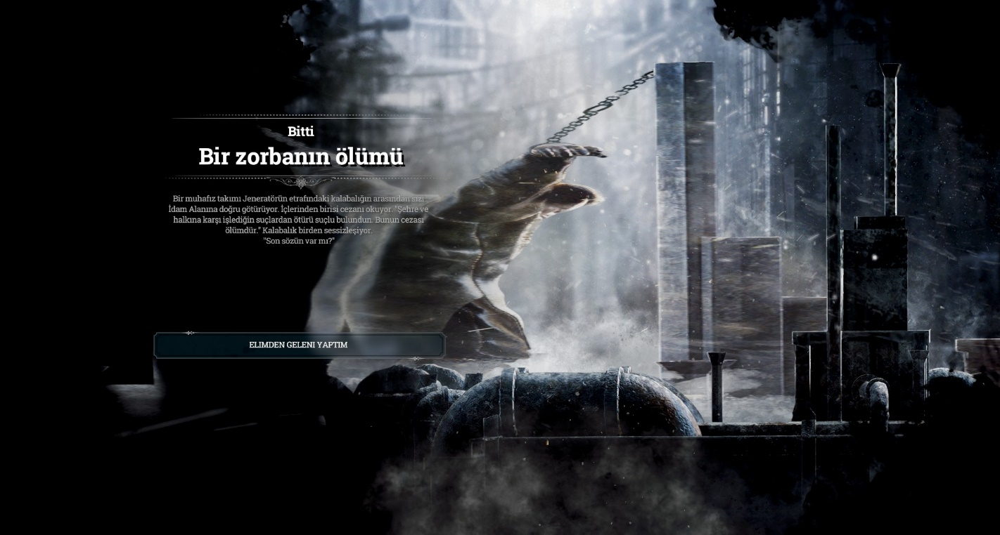 Bitti
Bir zorbanın ölümü
Bir muhafız takımı Jeneratörün etrafındaki kalabalığın arasından sizi
İdam Alanına doğru götürüyor. İçlerinden birisi cezanı okuyor. "Şehre ve
halkına karşı işlediğin suçlardan ötürü suçlu bulundun. Bunun cezası
ölümdür." Kalabalık birden sessizleşiyor.
"Son sözün var mı?"
ELIMDEN GELENI YAPTIM